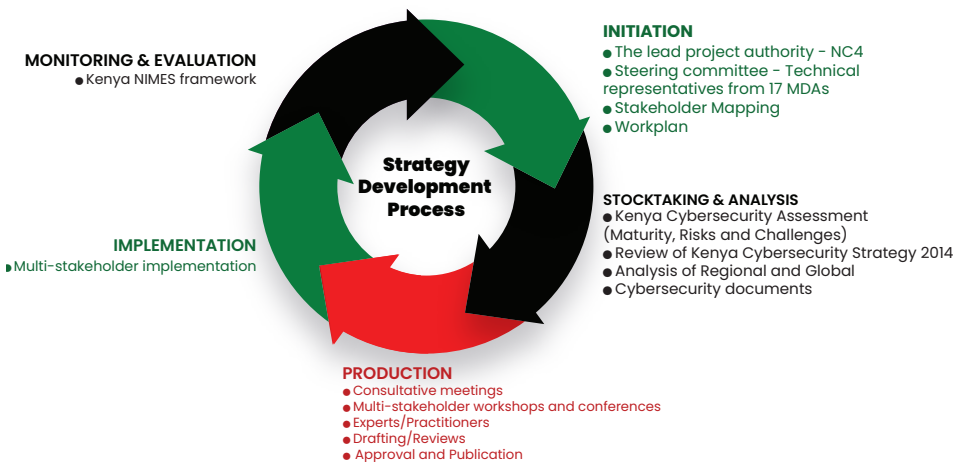 Strategy
Development
Process
INITIATION
● The lead project authority - NC4
● Steering committee - Technical
representatives from 17 MDAs
● Stakeholder Mapping
● Workplan
STOCKTAKING & ANALYSIS
● Kenya Cybersecurity Assessment
(Maturity, Risks and Challenges)
● Review of Kenya Cybersecurity Strategy 2014
● Analysis of Regional and Global
● Cybersecurity documents
PRODUCTION
● Consultative meetings
● Multi-stakeholder workshops and conferences
● Experts/Practitioners
● Drafting/Reviews
● Approval and Publication
IMPLEMENTATION
● Multi-stakeholder implementation
MONITORING & EVALUATION
● Kenya NIMES framework